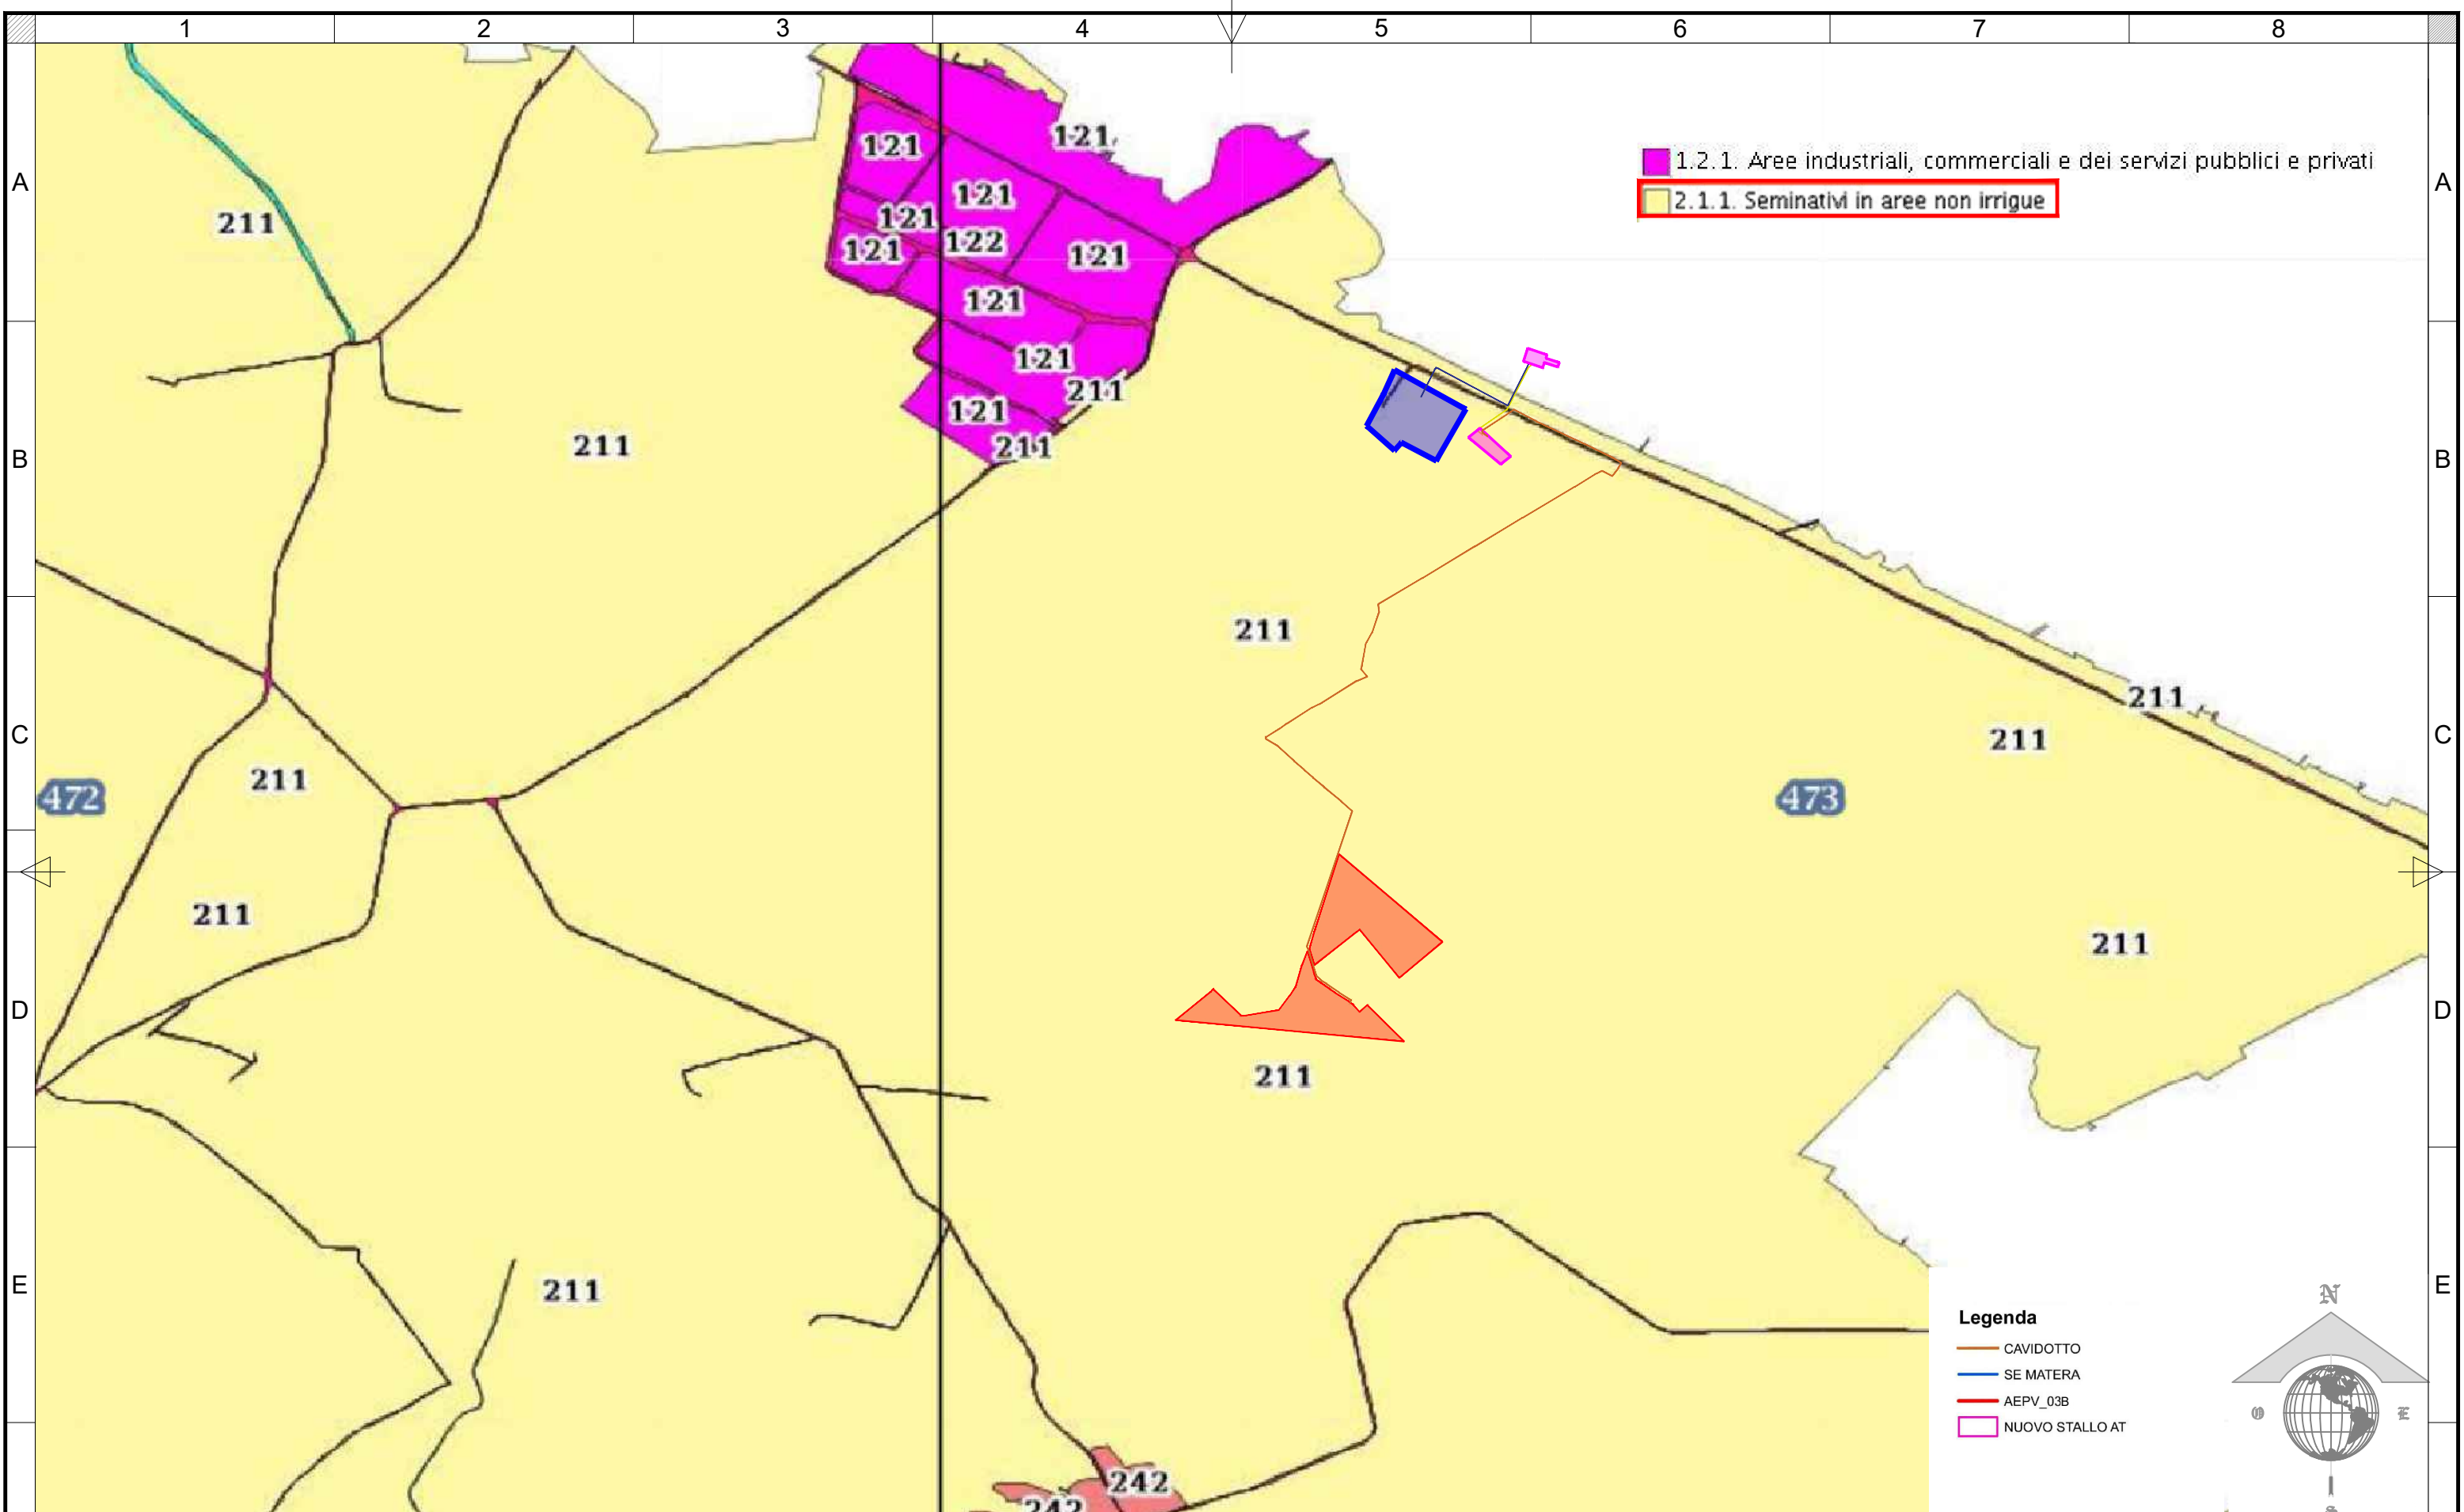 1 2 3 4 5 6 7 8
A A
121
121
1.2.1. Aree industriali, commerciali e dei servizi pubblici e privati
2.1.1. Seminativi in aree non irrigue
121
121
211
122
121
121
121
121
211
121
211
211
B B
211
211
C C
211
211
472
473
211
211
D D
211
E E
211
N
Legenda
CAVIDOTTO
SE MATERA
AEPV_03B
NUOVO STALLO AT
O E
242
242